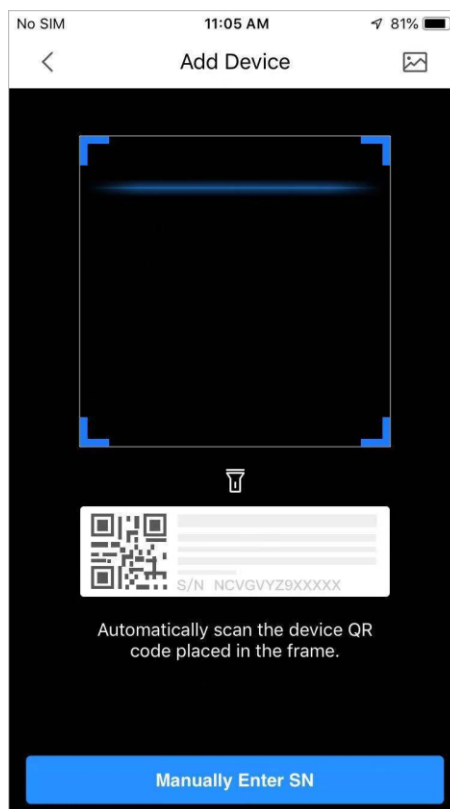 No SIM 11:05 AM 81%
Add Device
S/N NCVGVYZ9XXXXX
Automatically scan the device QR
code placed in the frame.
Manually Enter SN